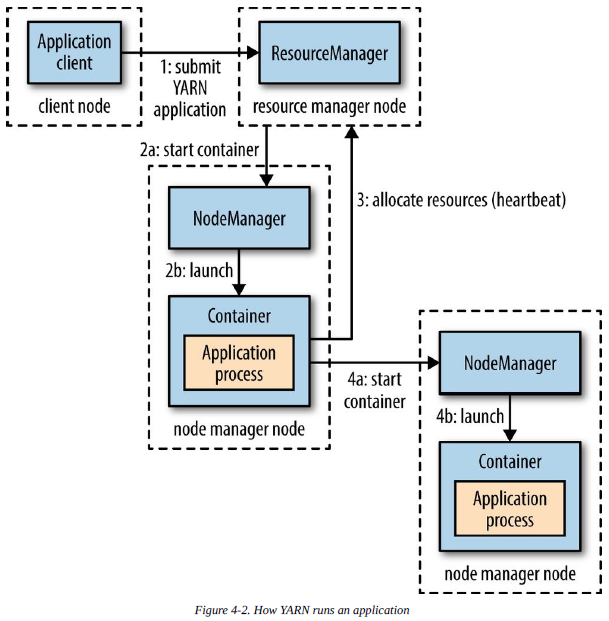 Application
client
client node
1: submit
YARN
application
ResourceManager
resource manager node
2a: start container
NodeManager
2b: launch
Container
Application
process
node manager node
3: allocate resources (heartbeat)
4a: start
container
NodeManager
4b: launch
Container
Application
process
node manager node
Figure 4-2. How YARN runs an application